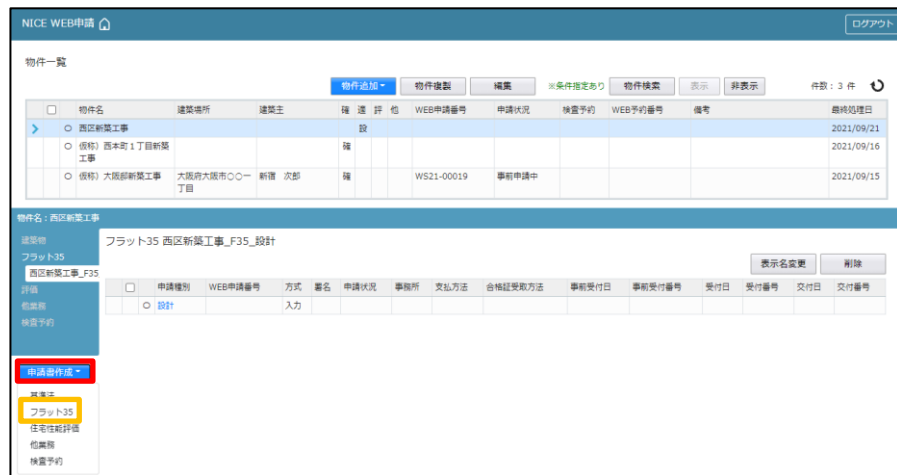 NICE WEB申請
ログアウト
物件一覧
物件追加 物件複製 編集 ※条件指定あり 物件検索 表示 非表示 件数：3 件
物件名 建築場所 建築主 確 適 評 他 WEB申請番号 申請状況 検査予約 WEB予約番号 備考 最終処理日
西区新築工事 設 2021/09/21
仮称）西本町１丁目新築工事 確 2021/09/16
仮称）大阪邸新築工事 大阪府大阪市○○一丁目 新宿 次郎 確 WS21-00019 事前申請中 2021/09/15
物件名：西区新築工事
建築物
フラット35
西区新築工事_F35
評価
他業務
検査予約
フラット35 西区新築工事_F35_設計
表示名変更 削除
申請種別 WEB申請番号 方式 署名 申請状況 事務所 支払方法 合格証受取方法 事前受付日 事前受付番号 受付日 受付番号 交付日 交付番号
設計 入力
申請書作成
基準法
フラット35
住宅性能評価
他業務
検査予約